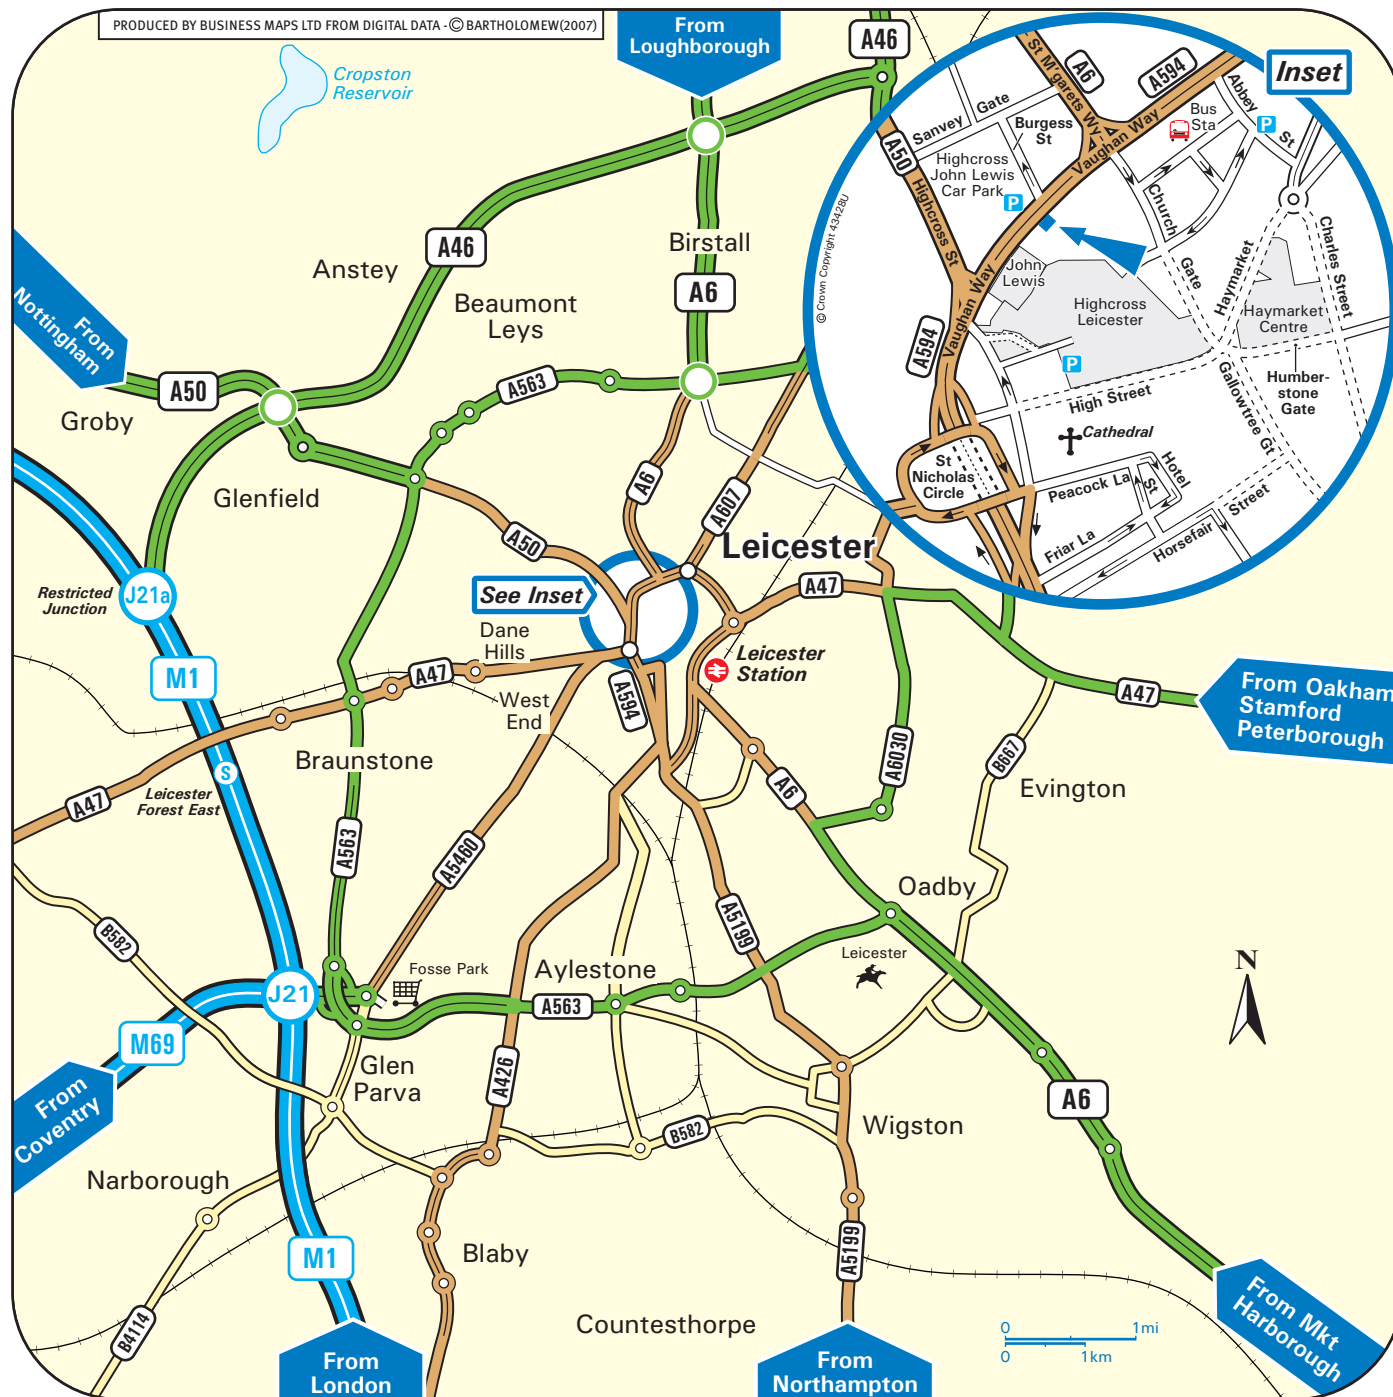 PRODUCED BY BUSINESS MAPS LTD FROM DIGITAL DATA - © BARTHOLOMEW(2007)
From
Loughborough
A46
Inset
Cropston
Reservoir
St M'garets Wy
A6
A594
Abbey St
P
Bus
Sta
Sanvey Gate
Burgess
St
Vaughan Way
A50
Highcross
John Lewis
Car Park
P
Highcross St
Church
Gate
© Crown Copyright 43428U
Charles Street
Haymarket
John
Lewis
Vaughan Way
Highcross
Leicester
Haymarket
Centre
A594
P
High Street
Gallowtree Gt
Humber-
stone
Gate
Cathedral
St
Nicholas
Circle
Peacock La
Hotel
St
Friar La
Horsefair Street
From
Nottingham
Anstey
A46
Birstall
A6
Beaumont
Leys
A50
Groby
A563
Glenfield
A6
A607
A50
Leicester
See Inset
A47
Restricted
Junction
J21a
M1
Dane
Hills
Leicester
Station
A47
West
End
A594
A47
From Oakham
Stamford
Peterborough
Braunstone
S
Leicester
Forest East
A47
A6030
B667
A6
Evington
A563
A5460
Oadby
B582
A5199
Leicester
Aylestone
Fosse Park
J21
A563
N
M69
Glen
Parva
A426
From
Coventry
A6
B582
Wigston
Narborough
M1
Blaby
A5199
B4114
Countesthorpe
From
London
From
Northampton
0 1mi
0 1km
From Mkt
Harborough